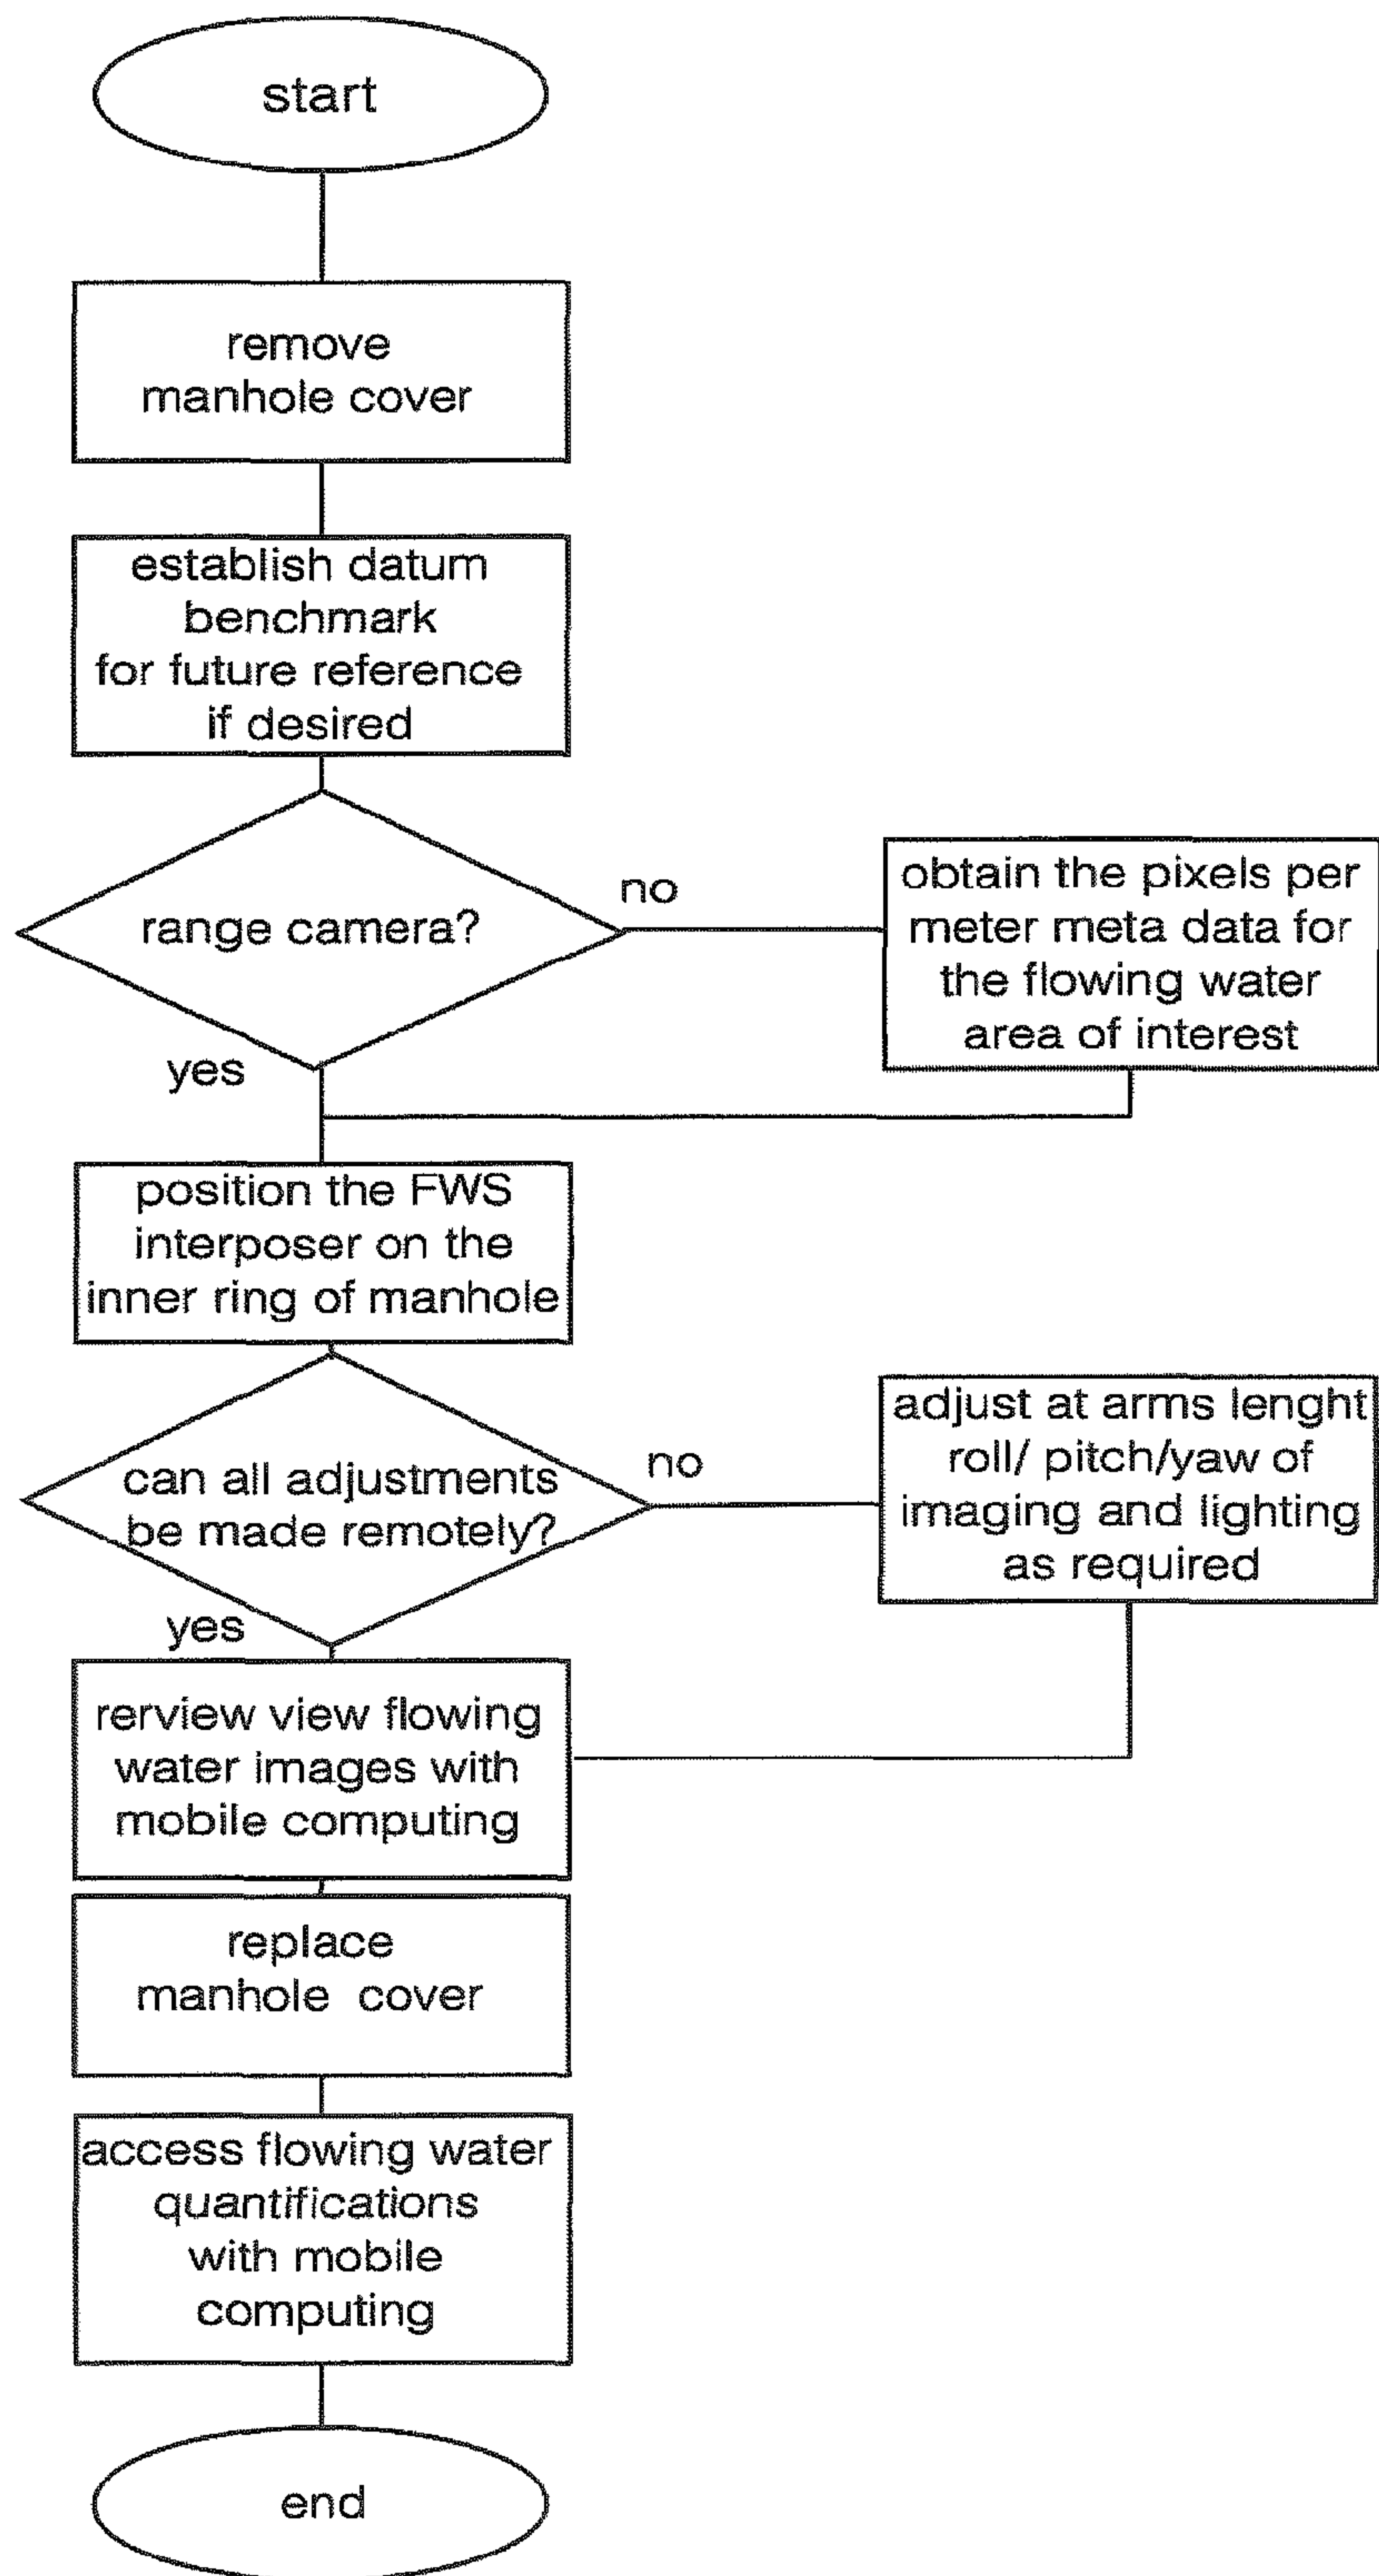 start
remove
manhole cover
establish datum
benchmark
for future reference
if desired
range camera?
no
obtain the pixels per
meter meta data for
the flowing water
area of interest
yes
position the FWS
interposer on the
inner ring of manhole
can all adjustments
be made remotely?
no
adjust at arms lenght
roll/ pitch/yaw of
imaging and lighting
as required
yes
rerview view flowing
water images with
mobile computing
replace
manhole cover
access flowing water
quantifications
with mobile
computing
end